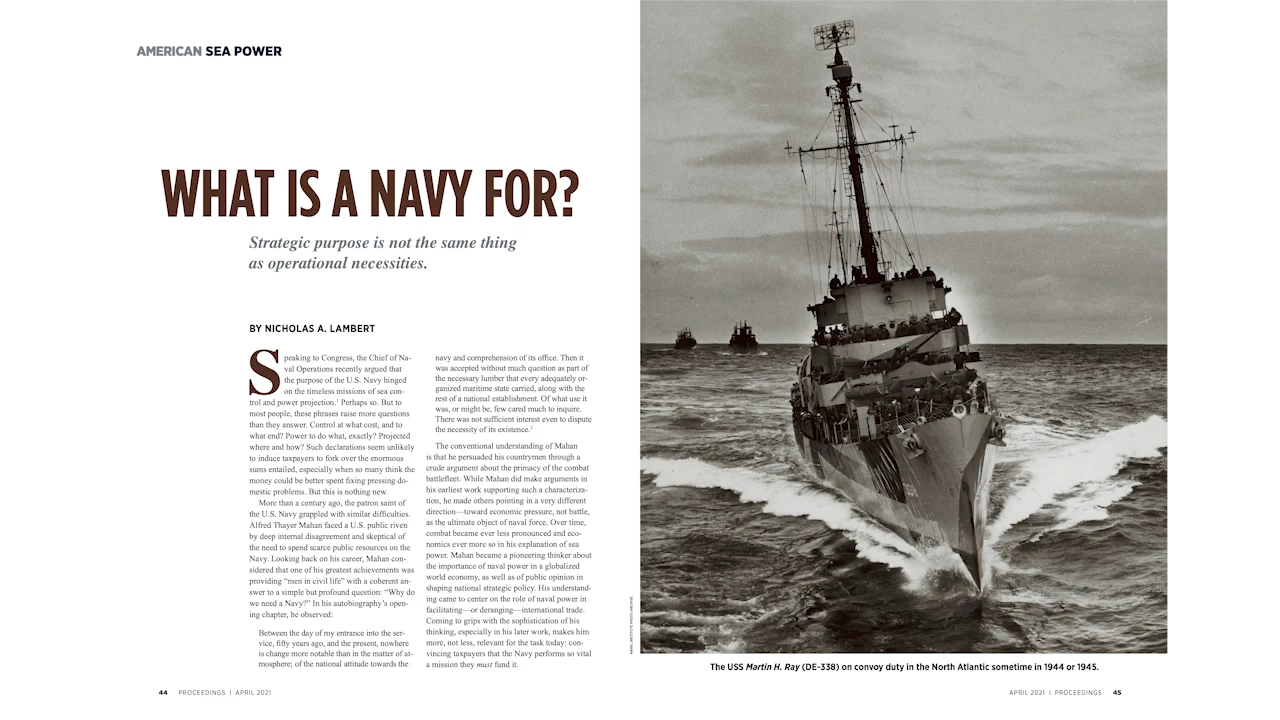 AMERICAN SEA POWER
WHAT IS A NAVY FOR?
Strategic purpose is not the same thing
as operational necessities.
BY NICHOLAS A. LAMBERT
Speaking to Congress, the Chief of Na-
val Operations recently argued that
the purpose of the U.S. Navy hinged
on the timeless missions of sea con-
trol and power projection.1 Perhaps so. But to
most people, these phrases raise more questions
than they answer. Control at what cost, and to
what end? Power to do what, exactly? Projected
where and how? Such declarations seem unlikely
to induce taxpayers to fork over the enormous
sums entailed, especially when so many think the
money could be better spent fixing pressing do-
mestic problems. But this is nothing new.
More than a century ago, the patron saint of
the U.S. Navy grappled with similar difficulties.
Alfred Thayer Mahan faced a U.S. public riven
by deep internal disagreement and skeptical of
the need to spend scarce public resources on the
Navy. Looking back on his career, Mahan con-
sidered that one of his greatest achievements was
providing “men in civil life” with a coherent an-
swer to a simple but profound question: “Why do
we need a Navy?” In his autobiography’s open-
ing chapter, he observed:
Between the day of my entrance into the ser-
vice, fifty years ago, and the present, nowhere
is change more notable than in the matter of at-
mosphere; of the national attitude towards the
navy and comprehension of its office. Then it
was accepted without much question as part of
the necessary lumber that every adequately or-
ganized maritime state carried, along with the
rest of a national establishment. Of what use it
was, or might be, few cared much to inquire.
There was not sufficient interest even to dispute
the necessity of its existence.2
The conventional understanding of Mahan
is that he persuaded his countrymen through a
crude argument about the primacy of the combat
battlefleet. While Mahan did make arguments in
his earliest work supporting such a characteriza-
tion, he made others pointing in a very different
direction—toward economic pressure, not battle,
as the ultimate object of naval force. Over time,
combat became ever less pronounced and eco-
nomics ever more so in his explanation of sea
power. Mahan became a pioneering thinker about
the importance of naval power in a globalized
world economy, as well as of public opinion in
shaping national strategic policy. His understand-
ing came to center on the role of naval power in
facilitating—or deranging—international trade.
Coming to grips with the sophistication of his
thinking, especially in his later work, makes him
more, not less, relevant for the task today: con-
vincing taxpayers that the Navy performs so vital
a mission they must fund it.
NAVAL INSTITUTE PHOTO ARCHIVE
The USS Martin H. Ray (DE-338) on convoy duty in the North Atlantic sometime in 1944 or 1945.
44 PROCEEDINGS | APRIL 2021
APRIL 2021 | PROCEEDINGS 45